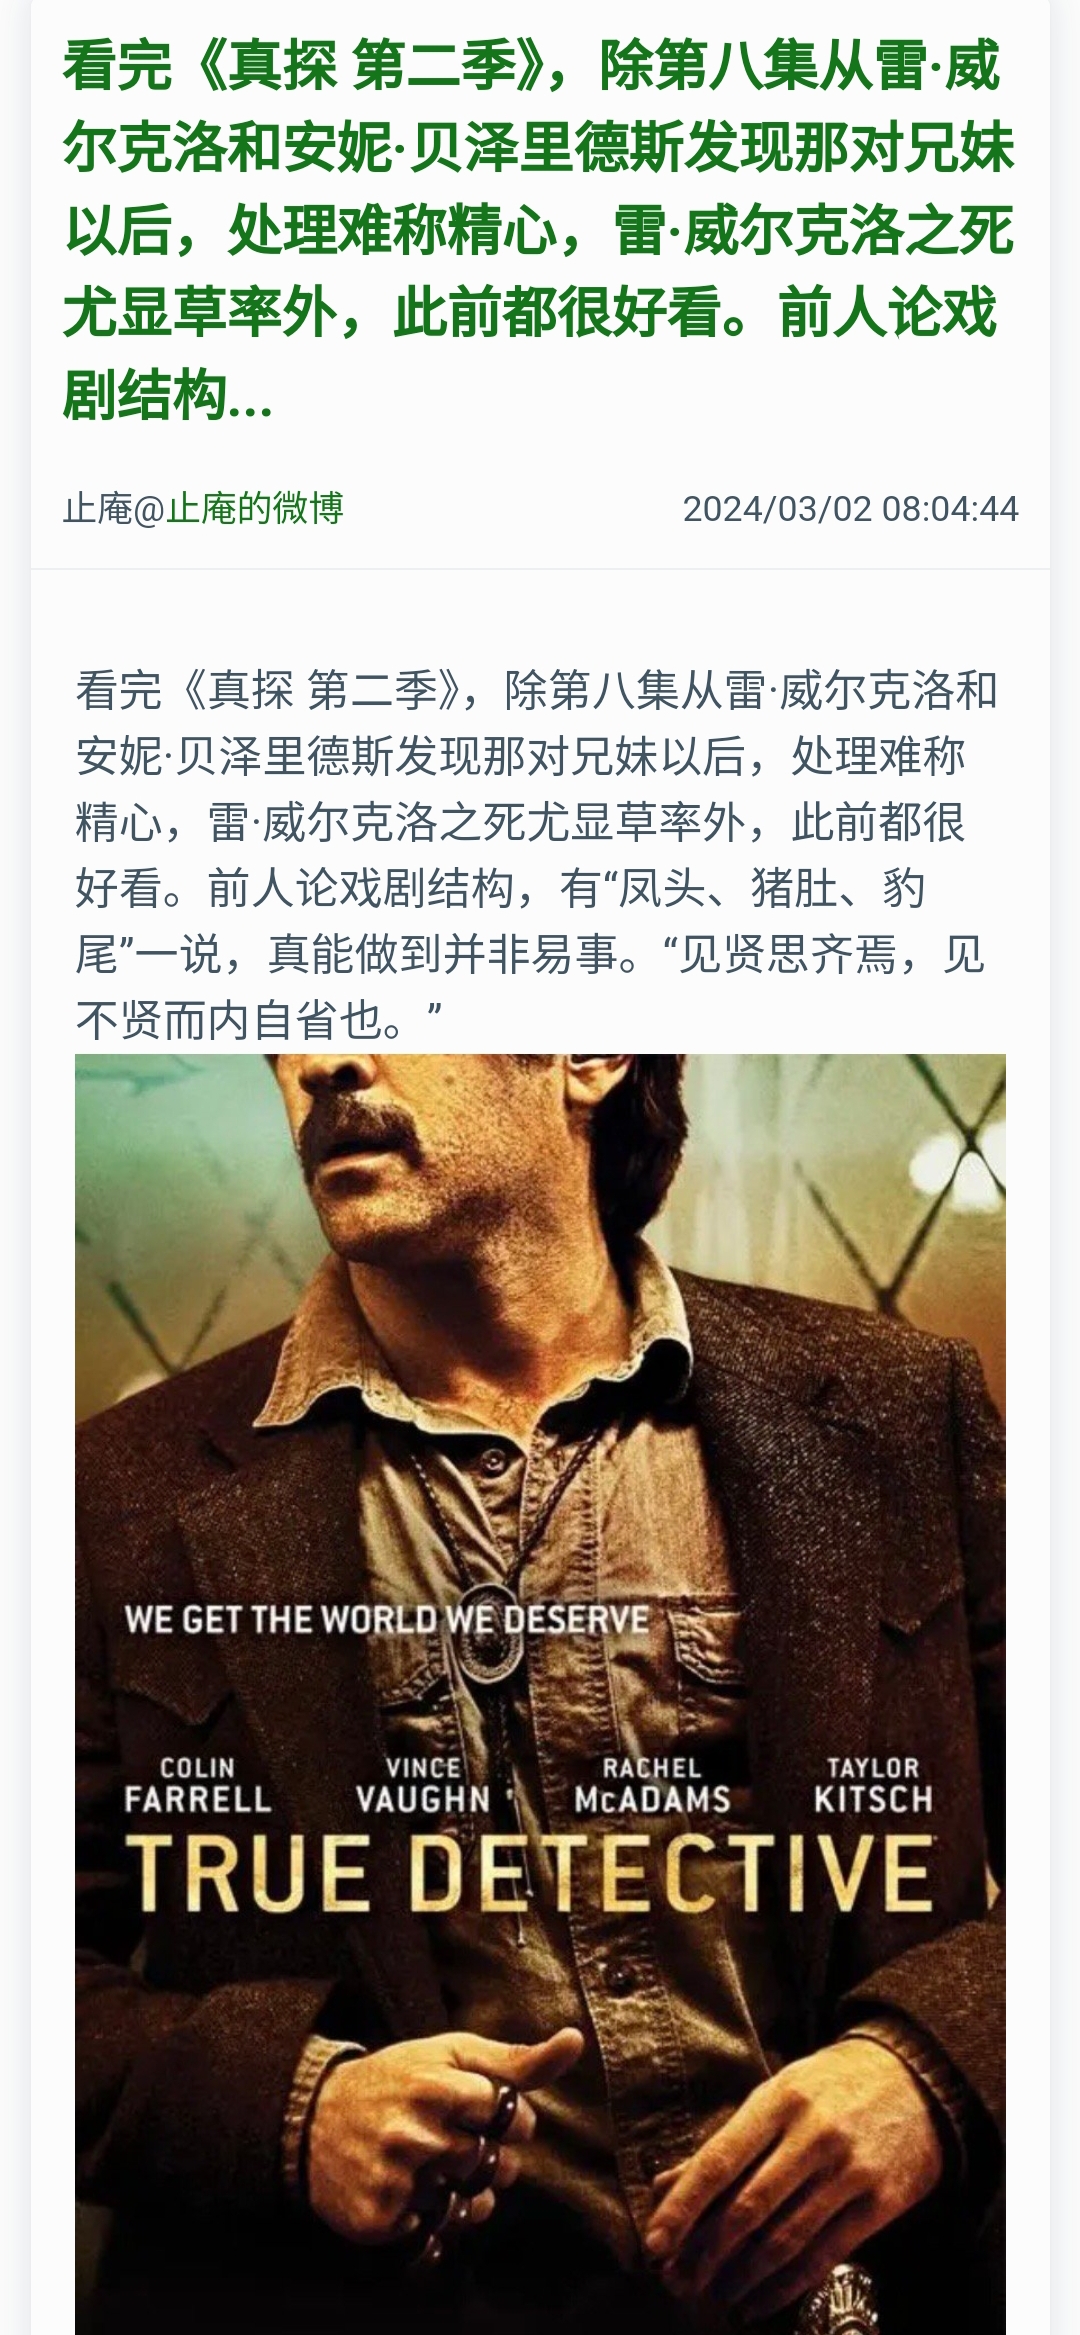 看完《真探 第二季》，除第八集从雷·威
尔克洛和安妮·贝泽里德斯发现那对兄妹
以后，处理难称精心，雷·威尔克洛之死
尤显草率外，此前都很好看。前人论戏
剧结构...
止庵@止庵的微博
2024/03/02 08:04:44
看完《真探 第二季》，除第八集从雷·威尔克洛和
安妮·贝泽里德斯发现那对兄妹以后，处理难称
精心，雷·威尔克洛之死尤显草率外，此前都很
好看。前人论戏剧结构，有“凤头、猪肚、豹
尾”一说，真能做到并非易事。“见贤思齐焉，见
不贤而内自省也。”
WE GET THE WORLD WE DESERVE
COLIN FARRELL
VINCE VAUGHN
RACHEL McADAMS
TAYLOR KITSCH
TRUE DETECTIVE